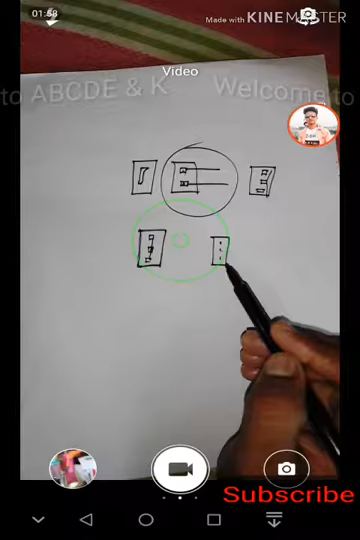 01:58
Made with KINEMASTER
Video
to ABCDE & K Welcome to
Subscribe